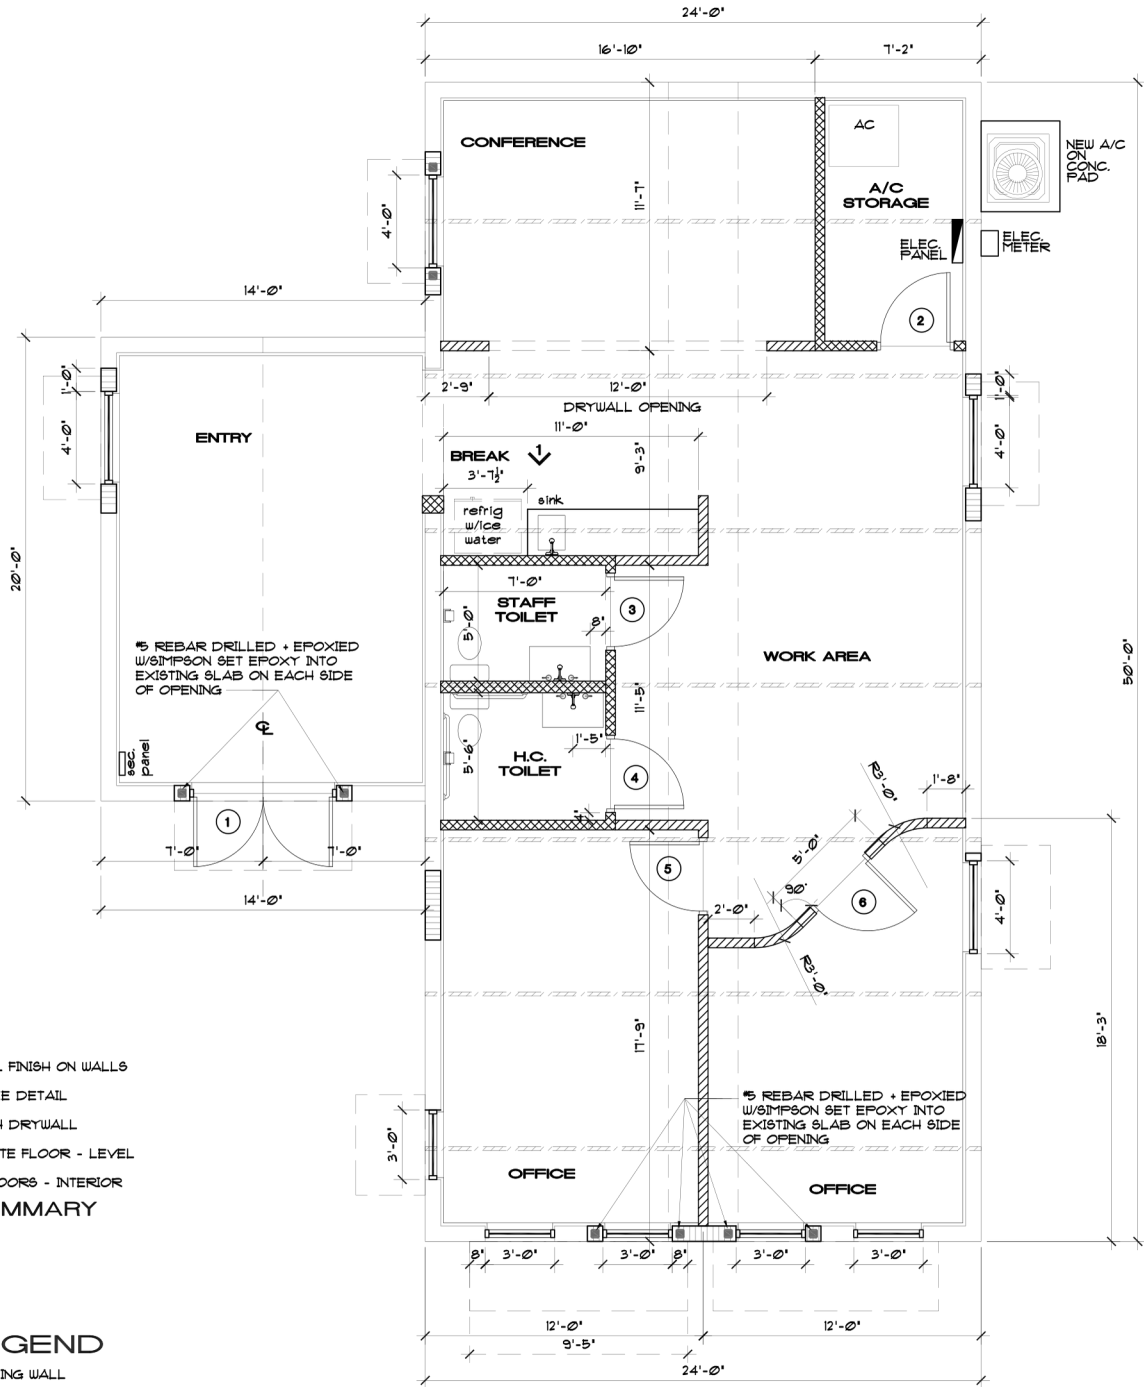 24'-0"
16'-10"
7'-2"
CONFERENCE
AC
A/C
STORAGE
NEW A/C
ON
CONC.
PAD
ELEC.
PANEL
ELEC.
METER
11'-7"
4'-0"
2
14'-0"
1'-0"
4'-0"
ENTRY
2'-9"
12'-0"
DRYWALL OPENING
11'-0"
BREAK
1
3'-7½"
9'-3"
1'-0"
4'-0"
refrig
w/ice
water
sink
20'-0"
7'-0"
STAFF
TOILET
5'-0"
8"
3
WORK AREA
50'-0"
#5 REBAR DRILLED + EPOXIED
W/SIMPSON SET EPOXY INTO
EXISTING SLAB ON EACH SIDE
OF OPENING
11'-5"
℄
sec.
panel
H.C.
TOILET
5'-6"
1'-5"
4
4"
1
7'-0"
7'-0"
14'-0"
R3'-0"
1'-8"
5'-0"
90°
5
6
2'-0"
R3'-0"
4'-0"
17'-9"
18'-3"
L FINISH ON WALLS
E DETAIL
H DRYWALL
TE FLOOR - LEVEL
OORS - INTERIOR
MMARY
3'-0"
#5 REBAR DRILLED + EPOXIED
W/SIMPSON SET EPOXY INTO
EXISTING SLAB ON EACH SIDE
OF OPENING
OFFICE
OFFICE
8"
3'-0"
3'-0"
8"
3'-0"
3'-0"
12'-0"
12'-0"
9'-5"
24'-0"
GEND
ING WALL